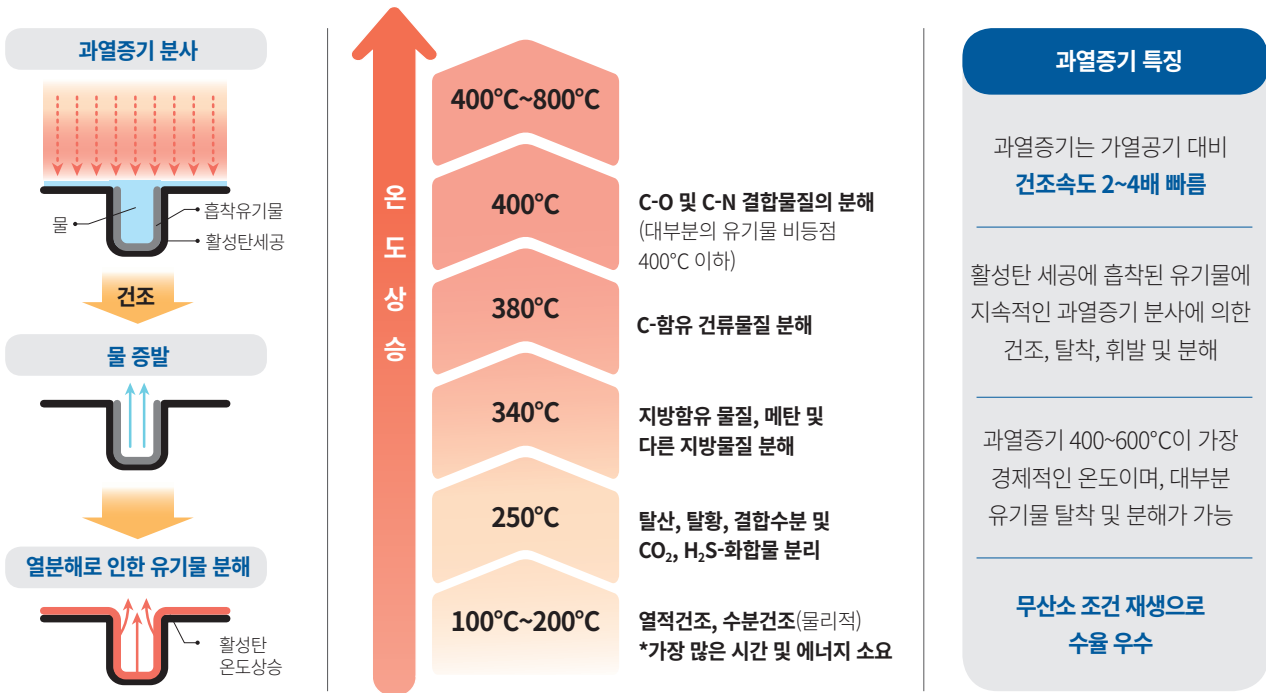 과열증기 분사
물
흡착유기물
활성탄세공
건조
물 증발
열분해로 인한 유기물 분해
활성탄
온도상승
온
도
상
승
400°C~800°C
400°C
C-O 및 C-N 결합물질의 분해
(대부분의 유기물 비등점
400°C 이하)
380°C
C-함유 건류물질 분해
340°C
지방함유 물질, 메탄 및
다른 지방물질 분해
250°C
탈산, 탈황, 결합수분 및
CO₂, H₂S-화합물 분리
100°C~200°C
열적건조, 수분건조(물리적)
*가장 많은 시간 및 에너지 소요
과열증기 특징
과열증기는 가열공기 대비
건조속도 2~4배 빠름
활성탄 세공에 흡착된 유기물에
지속적인 과열증기 분사에 의한
건조, 탈착, 휘발 및 분해
과열증기 400~600°C이 가장
경제적인 온도이며, 대부분
유기물 탈착 및 분해가 가능
무산소 조건 재생으로
수율 우수